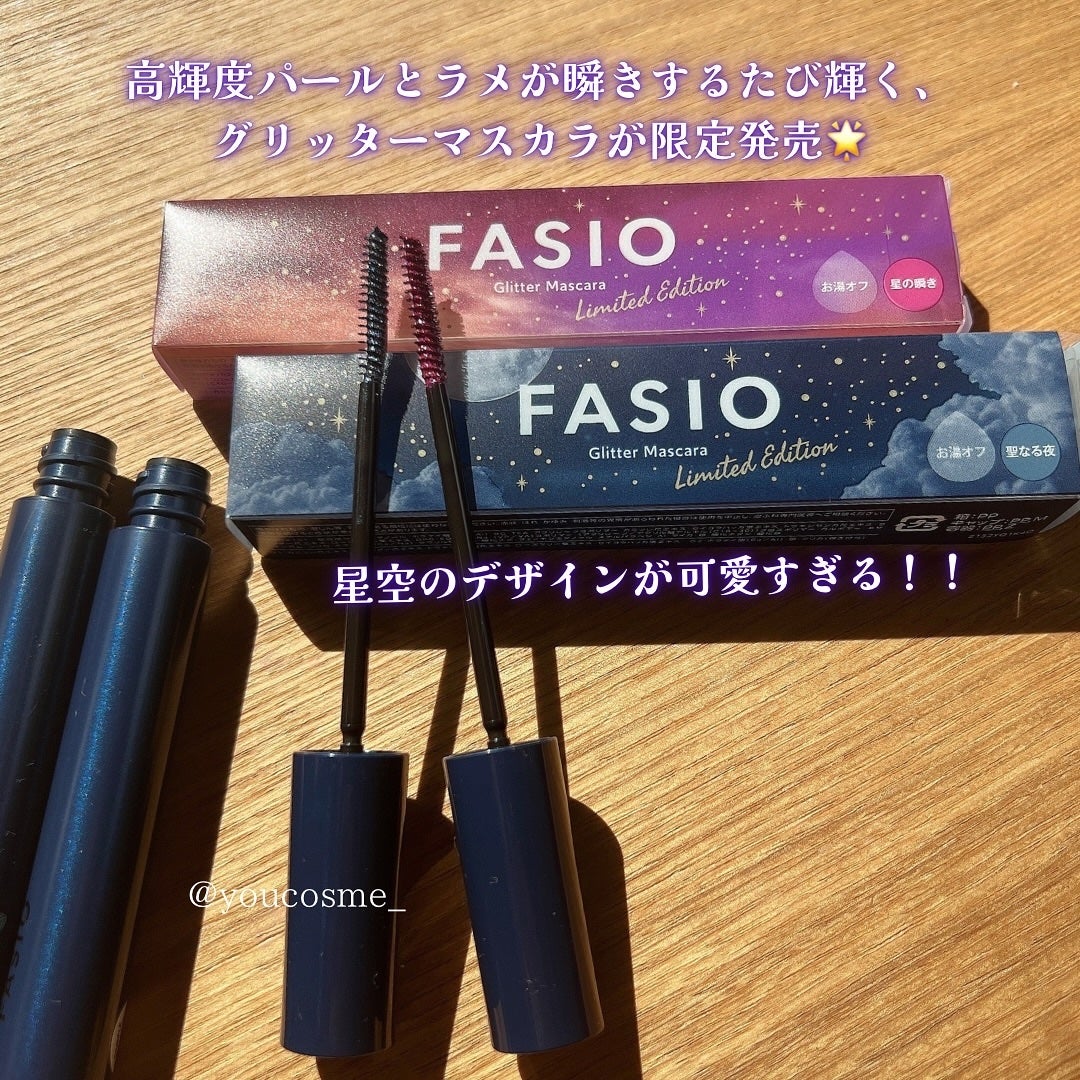 高輝度パールとラメが瞬きするたび輝く、
グリッターマスカラが限定発売🌟
FASIO
Glitter Mascara
Limited Edition
お湯オフ
星の瞬き
FASIO
Glitter Mascara
Limited Edition
お湯オフ
聖なる夜
箱:PP
星空のデザインが可愛すぎる！！
@youcosme_